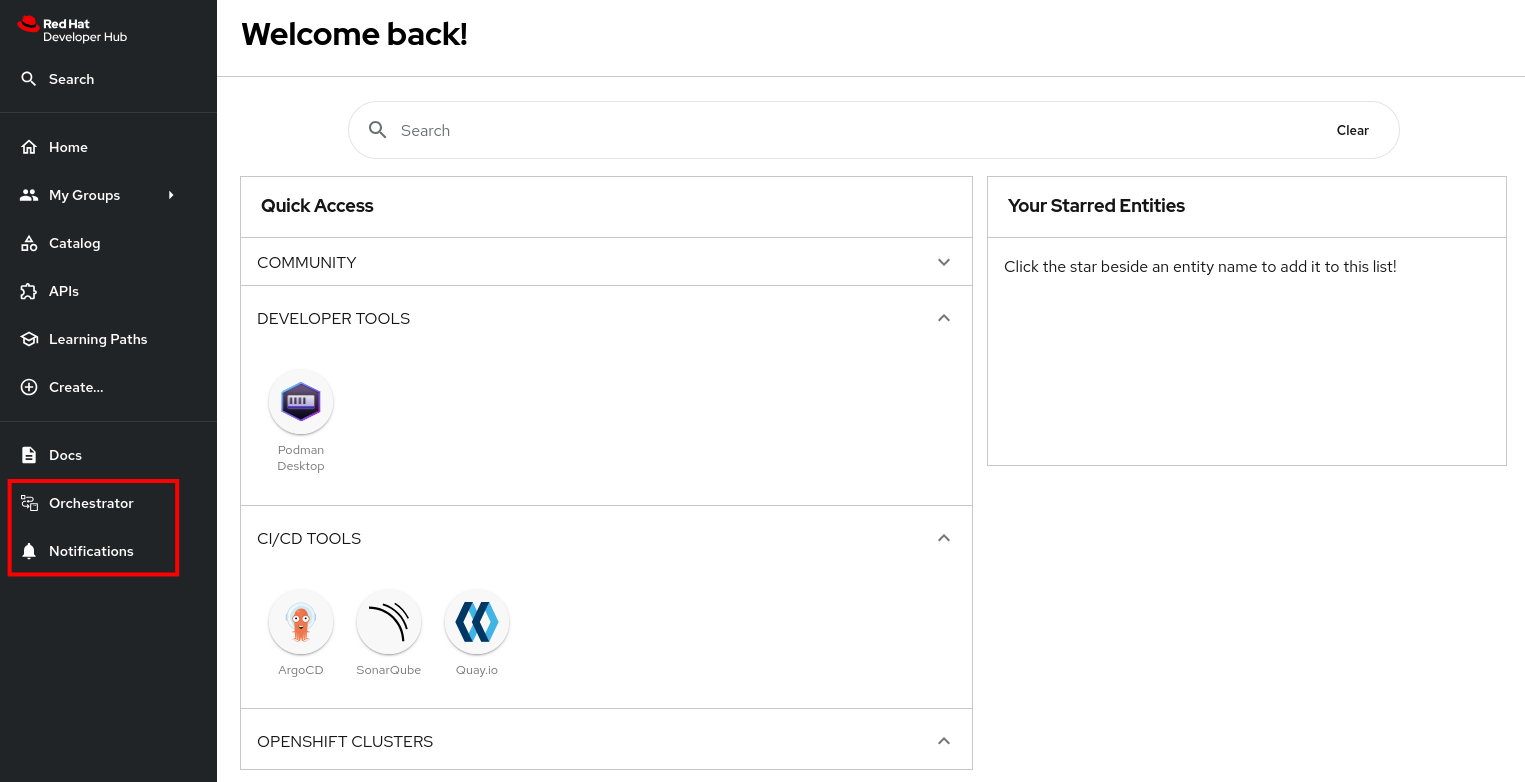 Red Hat
Developer Hub
Search
Home
My Groups
Catalog
APIs
Learning Paths
Create...
Docs
Orchestrator
Notifications
Welcome back!
Search
Clear
Quick Access
COMMUNITY
DEVELOPER TOOLS
Podman
Desktop
CI/CD TOOLS
ArgoCD
SonarQube
Quay.io
OPENSHIFT CLUSTERS
Your Starred Entities
Click the star beside an entity name to add it to this list!